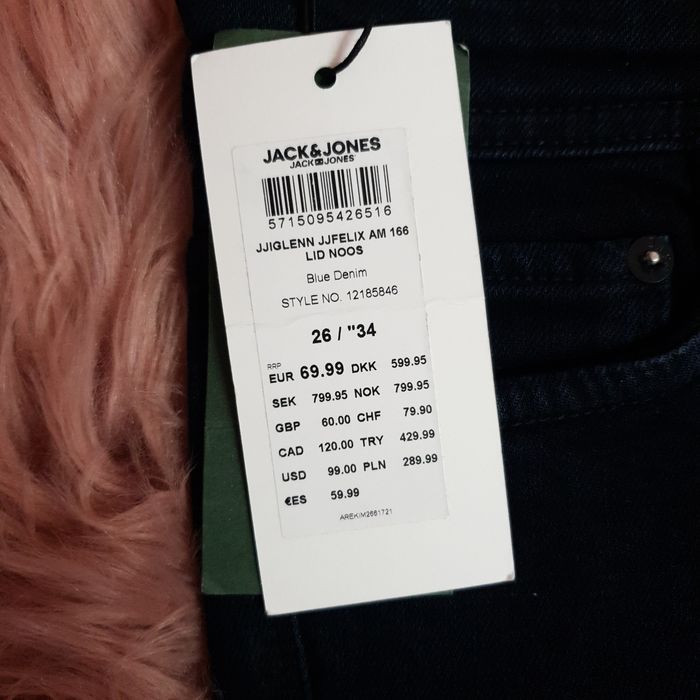 JACK&JONES
JACK JONES
5715095426516
JJIGLENN JJFELIX AM 166
LID NOOS
Blue Denim
STYLE NO. 12185846
26 / "34
RRP
EUR 69.99 DKK 599.95
SEK 799.95 NOK 799.95
GBP 60.00 CHF 79.90
CAD 120.00 TRY 429.99
USD 99.00 PLN 289.99
€ES 59.99
AREKIM2661721